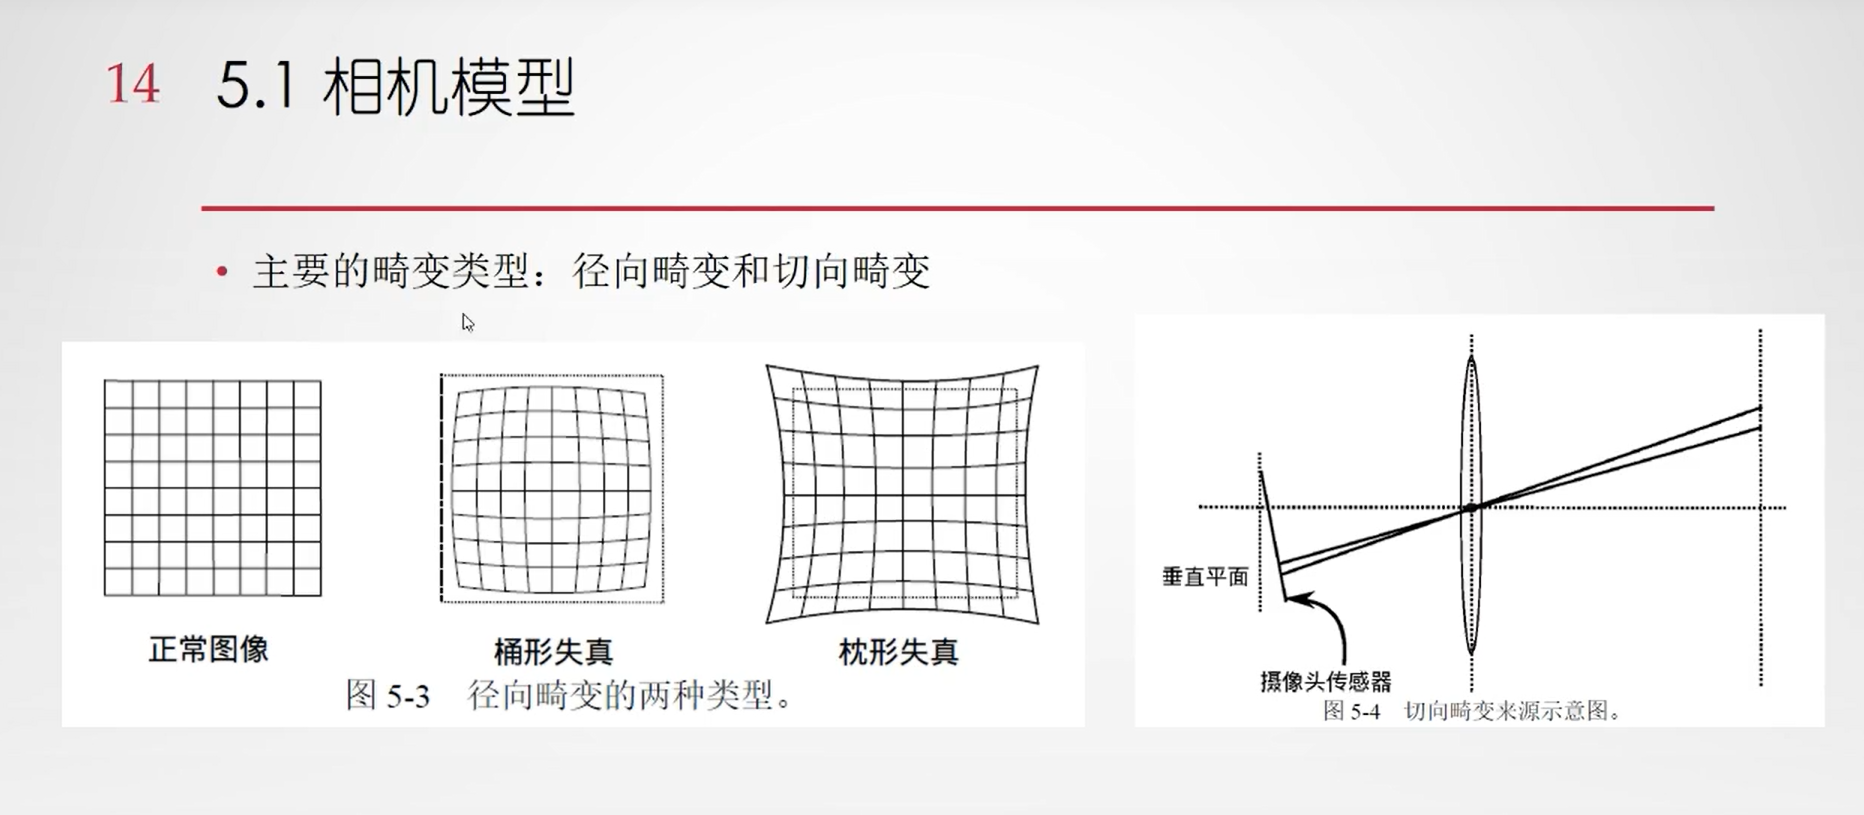 14 5.1 相机模型
• 主要的畸变类型：径向畸变和切向畸变
正常图像
桶形失真
枕形失真
图 5-3 径向畸变的两种类型。
垂直平面
摄像头传感器
图 5-4 切向畸变来源示意图。